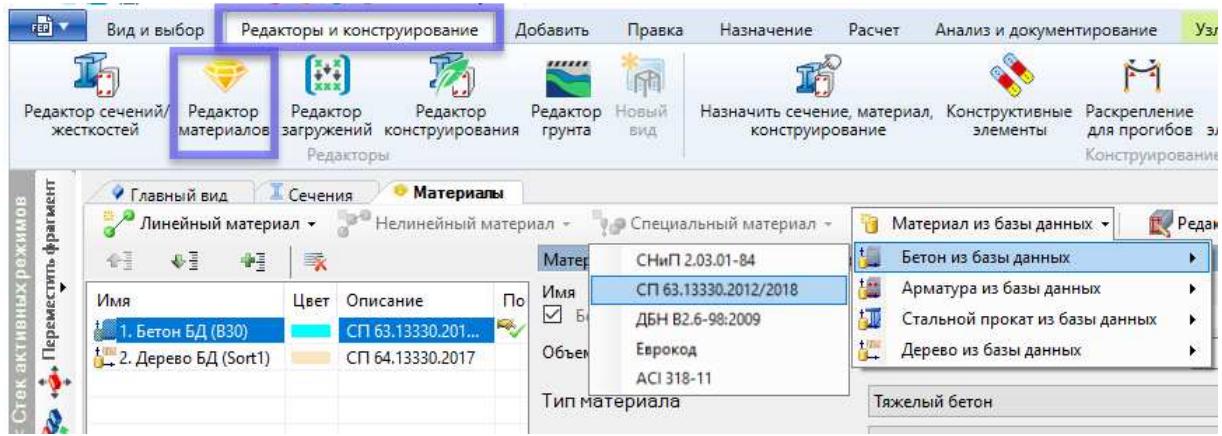 FEP Вид и выбор Редакторы и конструирование Добавить Правка Назначение Расчет Анализ и документирование
Редактор сечений/ жесткостей
Редактор материалов
Редактор загружений
Редактор конструирования
Редактор грунта
Новый вид
Назначить сечение, материал, конструирование
Конструктивные элементы
Раскрепление для прогибов
Редакторы
Главный вид Сечения Материалы
Линейный материал Нелинейный материал Специальный материал Материал из базы данных
Имя Цвет Описание
1. Бетон БД (B30) СП 63.13330.201...
2. Дерево БД (Sort1) СП 64.13330.2017
Имя
СНиП 2.03.01-84
СП 63.13330.2012/2018
ДБН В2.6-98:2009
Еврокод
ACI 318-11
Бетон из базы данных
Арматура из базы данных
Стальной прокат из базы данных
Дерево из базы данных
Тип материала Тяжелый бетон
Стек активных режимов
Переместить фрагмент